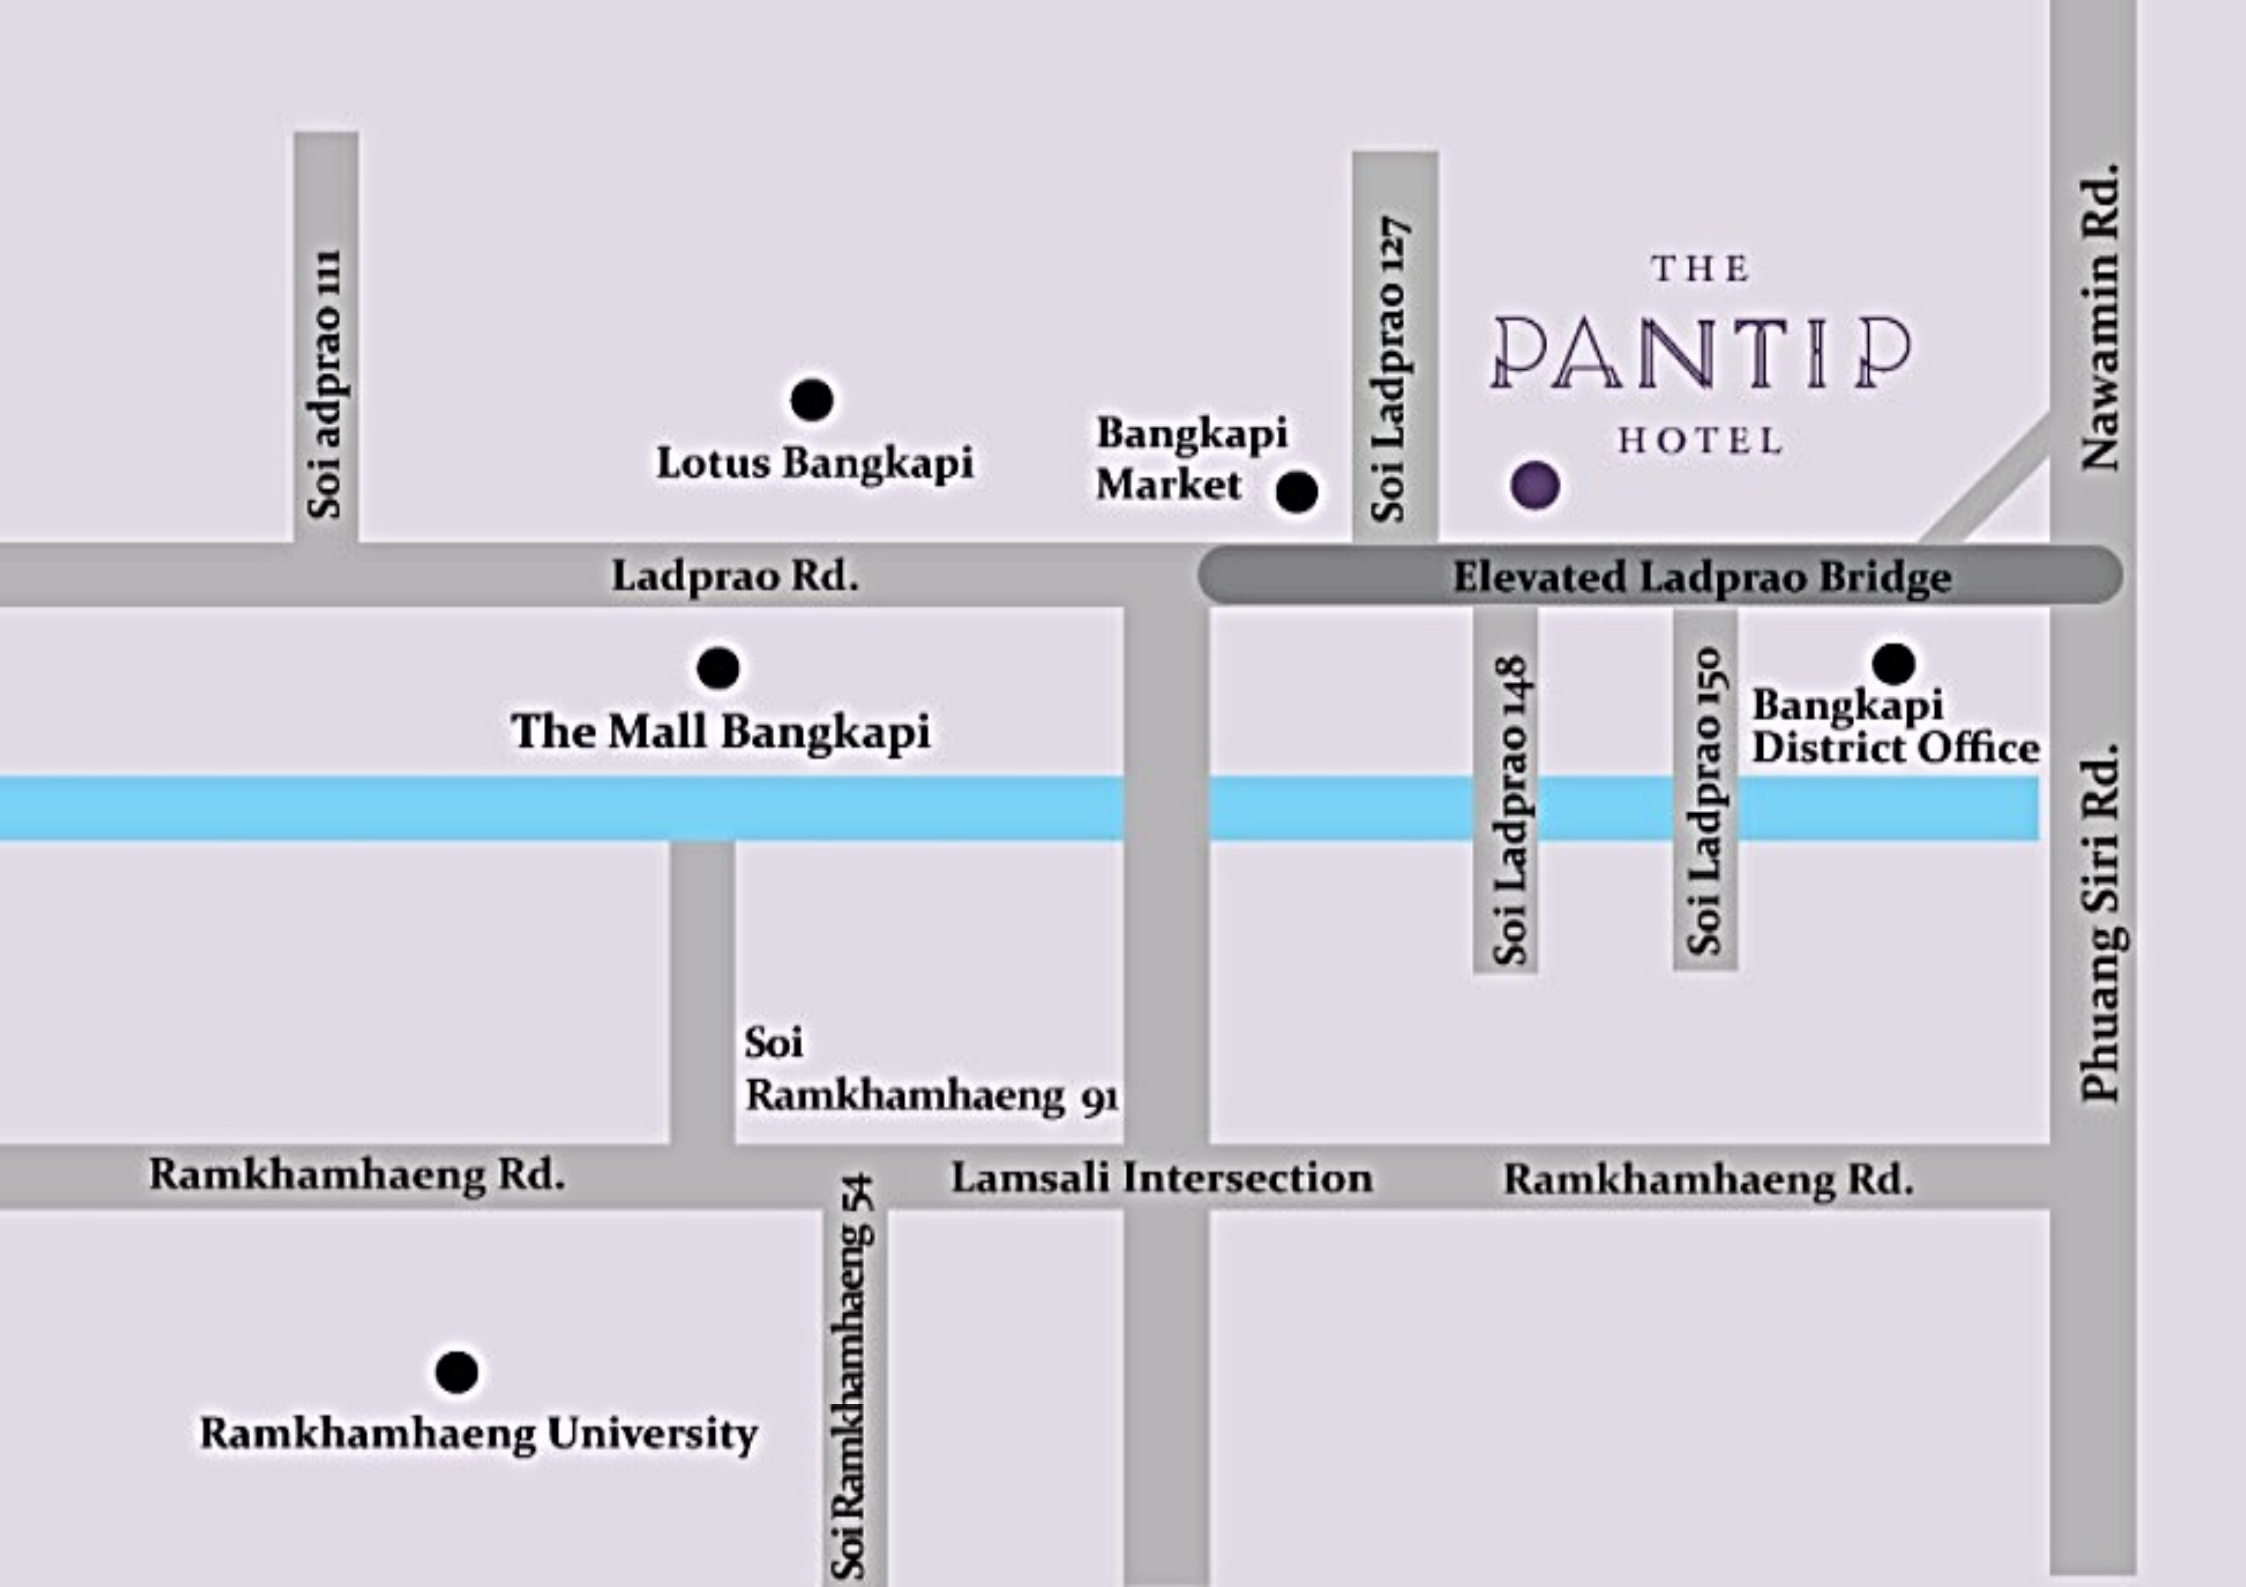 THE
PANTIP
HOTEL
Soi adprao 111
Lotus Bangkapi
Bangkapi
Market
Soi Ladprao 127
Nawamin Rd.
Ladprao Rd.
Elevated Ladprao Bridge
The Mall Bangkapi
Soi Ladprao 148
Soi Ladprao 150
Bangkapi
District Office
Phuang Siri Rd.
Soi
Ramkhamhaeng 91
Ramkhamhaeng Rd.
Lamsali Intersection
Ramkhamhaeng Rd.
Soi Ramkhamhaeng 54
Ramkhamhaeng University